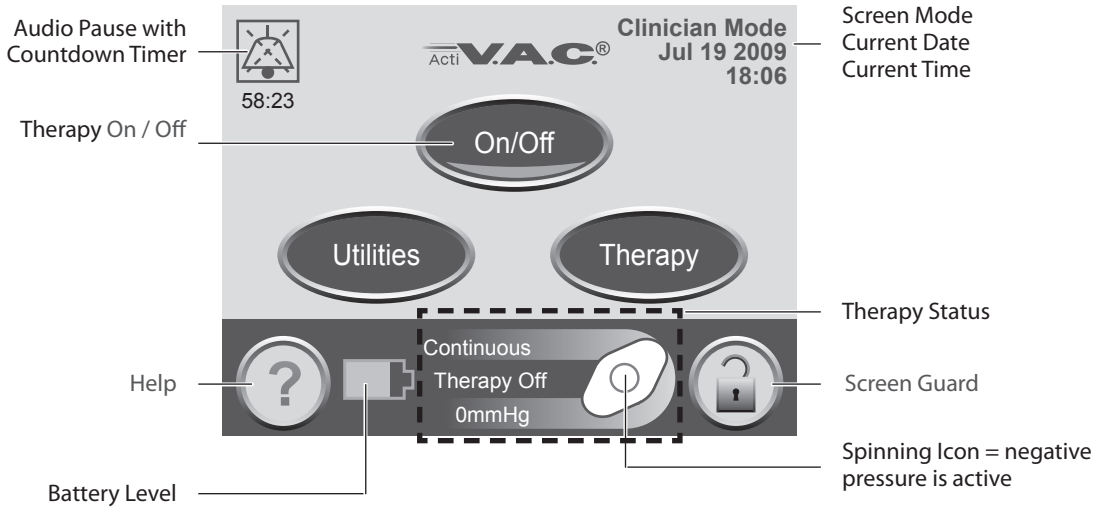 Audio Pause with
Countdown Timer
58:23
Acti V.A.C.®
Clinician Mode
Jul 19 2009
18:06
Screen Mode
Current Date
Current Time
Therapy On / Off
On/Off
Utilities
Therapy
Therapy Status
Help
?
Continuous
Therapy Off
0mmHg
Screen Guard
Battery Level
Spinning Icon = negative
pressure is active